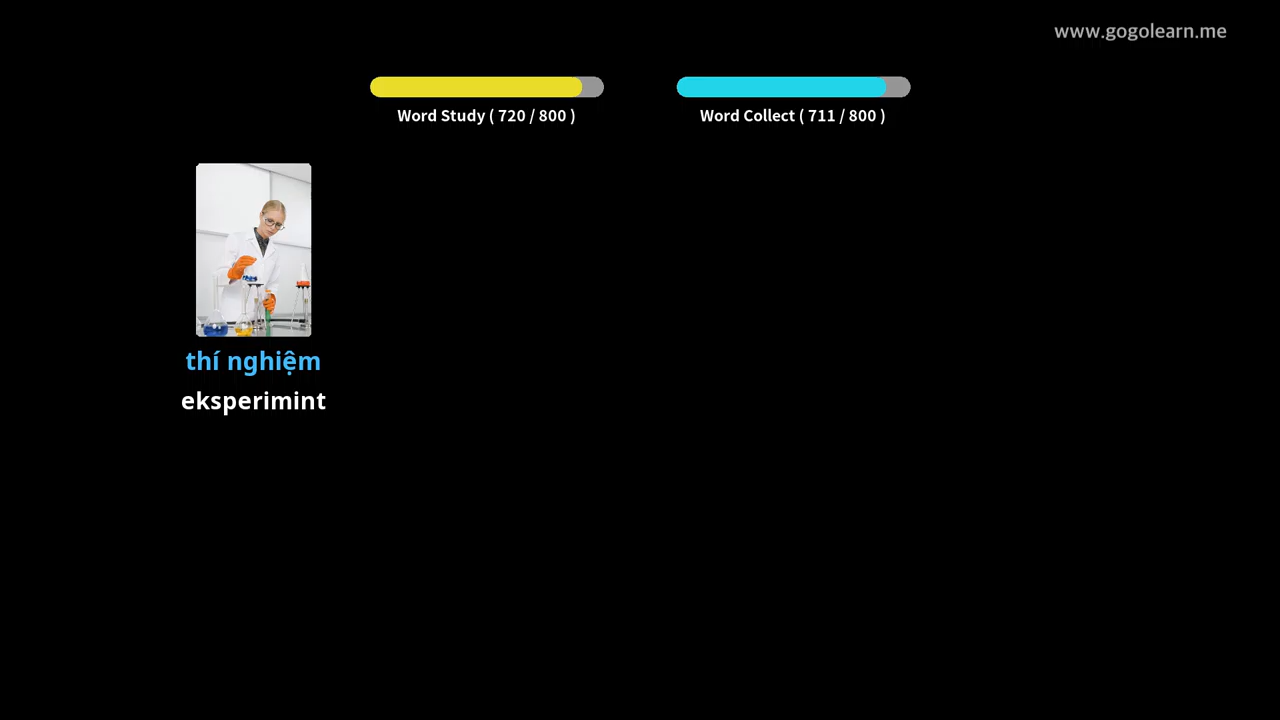 www.gogolearn.me
Word Study ( 720 / 800 )
Word Collect ( 711 / 800 )
thí nghiệm
eksperimint